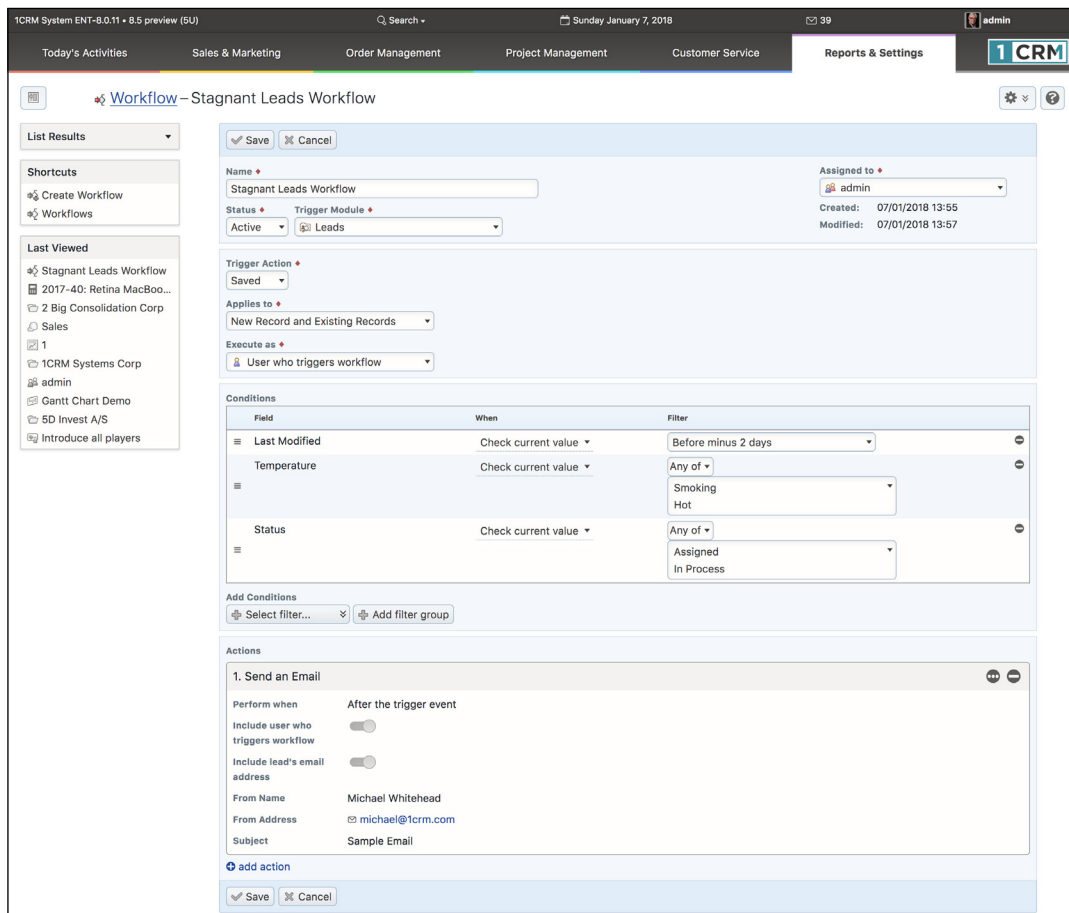 1CRM System ENT-8.0.11 • 8.5 preview (5U)
Search
Sunday January 7, 2018
39
admin
Today's Activities
Sales & Marketing
Order Management
Project Management
Customer Service
Reports & Settings
1 CRM
Workflow – Stagnant Leads Workflow
List Results
Shortcuts
Create Workflow
Workflows
Last Viewed
Stagnant Leads Workflow
2017-40: Retina MacBoo...
2 Big Consolidation Corp
Sales
1
1CRM Systems Corp
admin
Gantt Chart Demo
5D Invest A/S
Introduce all players
Save Cancel
Name
Stagnant Leads Workflow
Status Trigger Module
Active Leads
Assigned to
admin
Created: 07/01/2018 13:55
Modified: 07/01/2018 13:57
Trigger Action
Saved
Applies to
New Record and Existing Records
Execute as
User who triggers workflow
Conditions
Field When Filter
Last Modified Check current value Before minus 2 days
Temperature Check current value Any of
Smoking
Hot
Status Check current value Any of
Assigned
In Process
Add Conditions
Select filter... Add filter group
Actions
1. Send an Email
Perform when After the trigger event
Include user who
triggers workflow
Include lead's email
address
From Name Michael Whitehead
From Address michael@1crm.com
Subject Sample Email
add action
Save Cancel